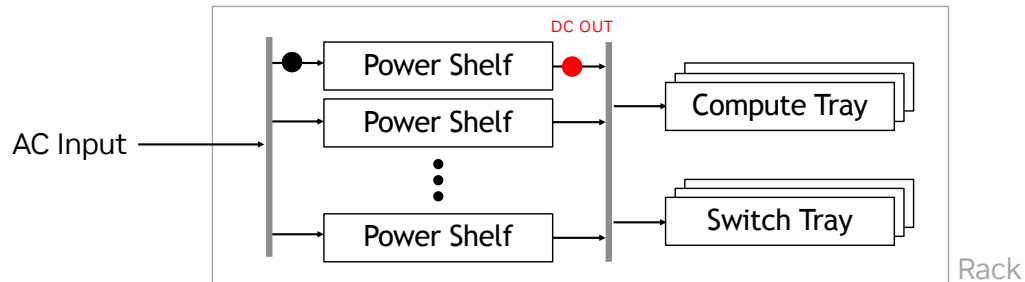 DC OUT
Power Shelf
Compute Tray
Power Shelf
AC Input
Switch Tray
Power Shelf
Rack